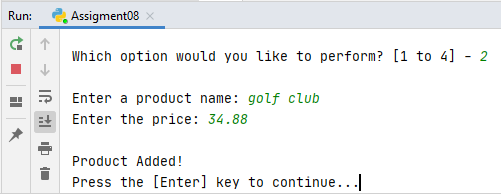 Run: Assigment08
Which option would you like to perform? [1 to 4] - 2
Enter a product name: golf club
Enter the price: 34.88
Product Added!
Press the [Enter] key to continue...